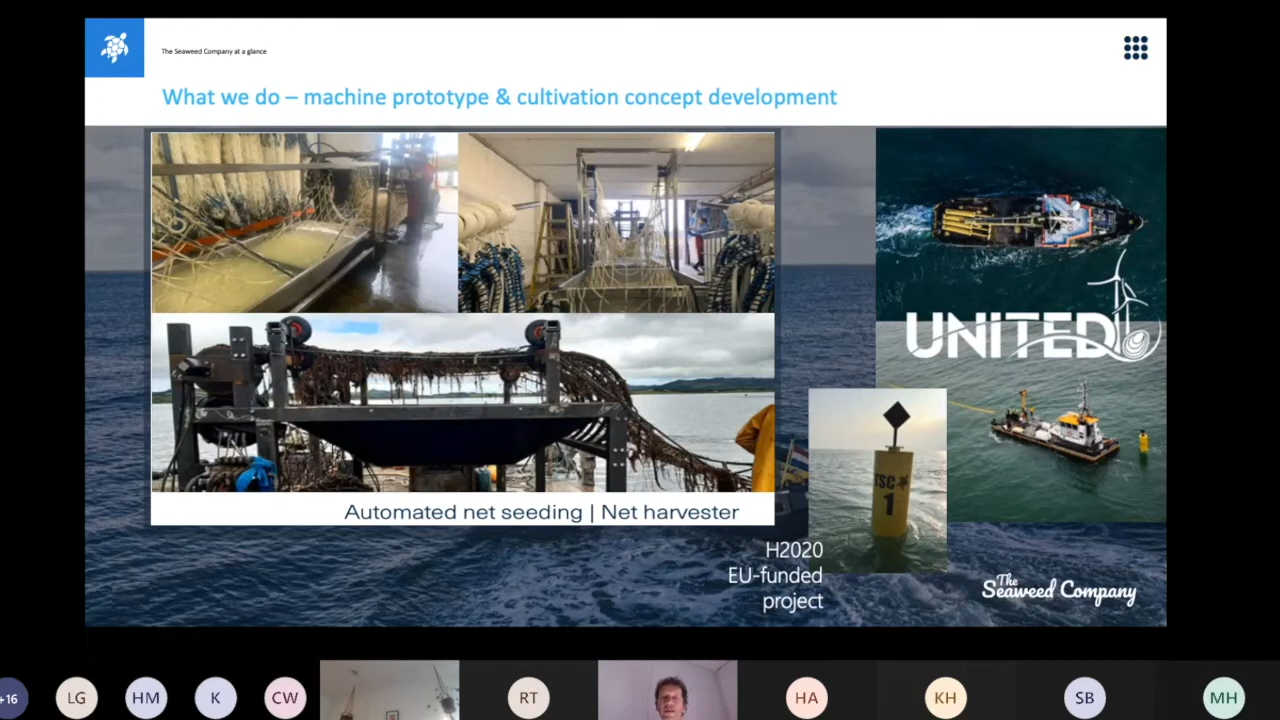 The Seaweed Company at a glance
What we do – machine prototype & cultivation concept development
UNITED
TSC
1
Automated net seeding | Net harvester
H2020
EU-funded
project
The
Seaweed Company
+16
LG
HM
K
CW
RT
HA
KH
SB
MH